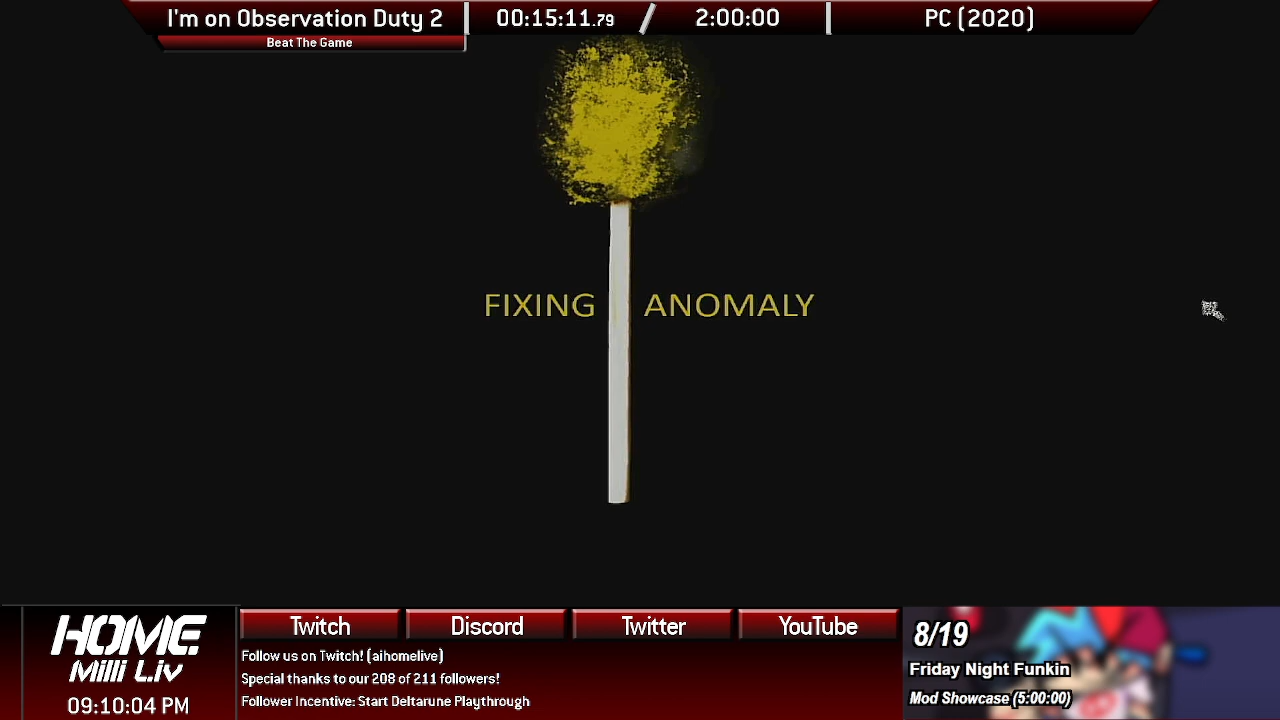 I'm on Observation Duty 2
00:15:11.79 / 2:00:00
PC (2020)
Beat The Game
FIXING ANOMALY
HOME
Milli Liv
09:10:04 PM
Twitch
Discord
Twitter
YouTube
Follow us on Twitch! (aihomelive)
Special thanks to our 208 of 211 followers!
Follower Incentive: Start Deltarune Playthrough
8/19
Friday Night Funkin
Mod Showcase (5:00:00)